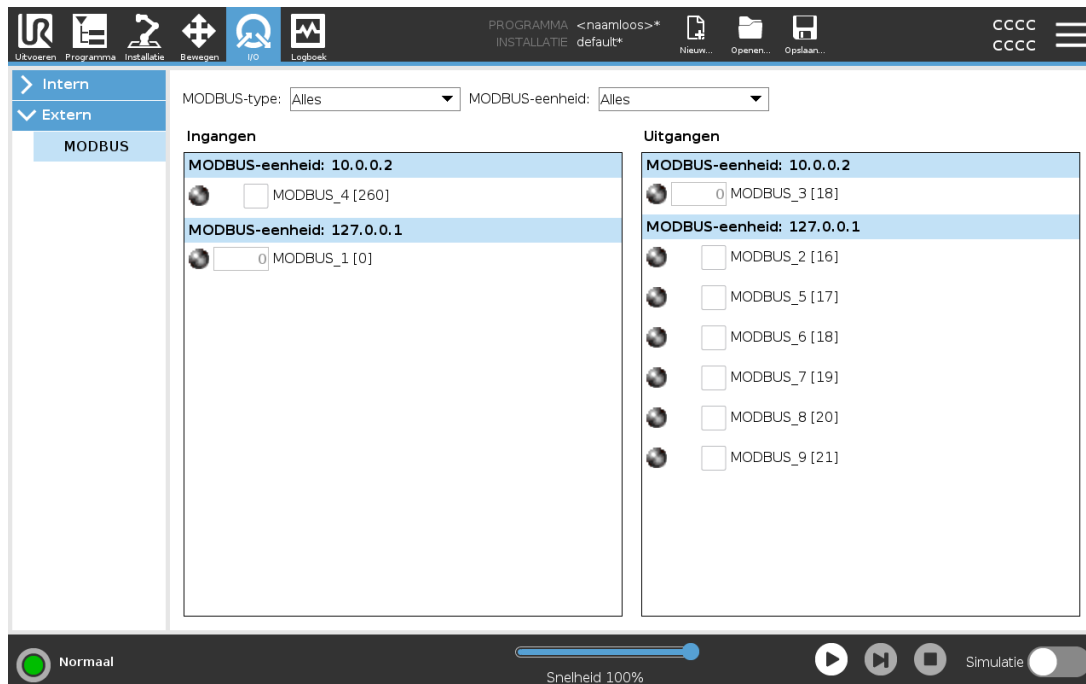 PROGRAMMA <naamloos>*
INSTALLATIE default*
CCCC
CCCC
Uitvoeren Programma Installatie Bewegen I/O Logboek
Nieuw... Openen... Opslaan...
Intern
Extern
MODBUS
MODBUS-type: Alles MODBUS-eenheid: Alles
Ingangen
MODBUS-eenheid: 10.0.0.2
MODBUS_4 [260]
MODBUS-eenheid: 127.0.0.1
0 MODBUS_1 [0]
Uitgangen
MODBUS-eenheid: 10.0.0.2
0 MODBUS_3 [18]
MODBUS-eenheid: 127.0.0.1
MODBUS_2 [16]
MODBUS_5 [17]
MODBUS_6 [18]
MODBUS_7 [19]
MODBUS_8 [20]
MODBUS_9 [21]
Normaal
Snelheid 100%
Simulatie